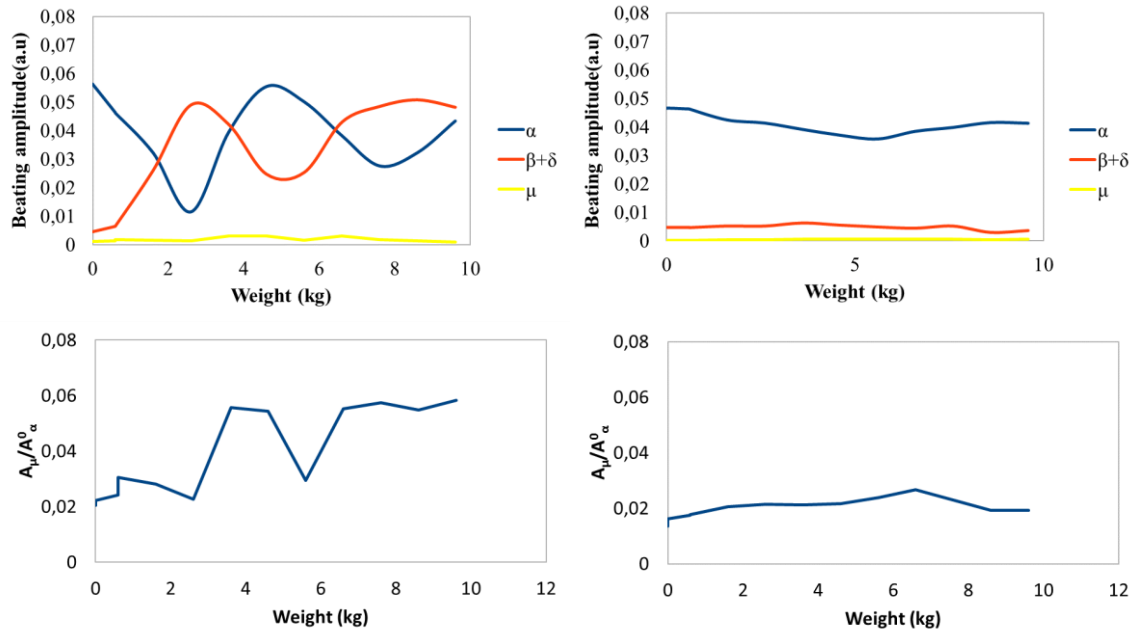 Beating amplitude(a.u)
0,08
0,07
0,06
0,05
0,04
0,03
0,02
0,01
0
0 2 4 6 8 10
Weight (kg)
α
β+δ
μ
Beating amplitude(a.u)
0,08
0,07
0,06
0,05
0,04
0,03
0,02
0,01
0
0 5 10
Weight (kg)
α
β+δ
μ
Aμ/A⁰α
0,08
0,06
0,04
0,02
0
0 2 4 6 8 10 12
Weight (kg)
Aμ/A⁰α
0,08
0,06
0,04
0,02
0
0 2 4 6 8 10 12
Weight (kg)